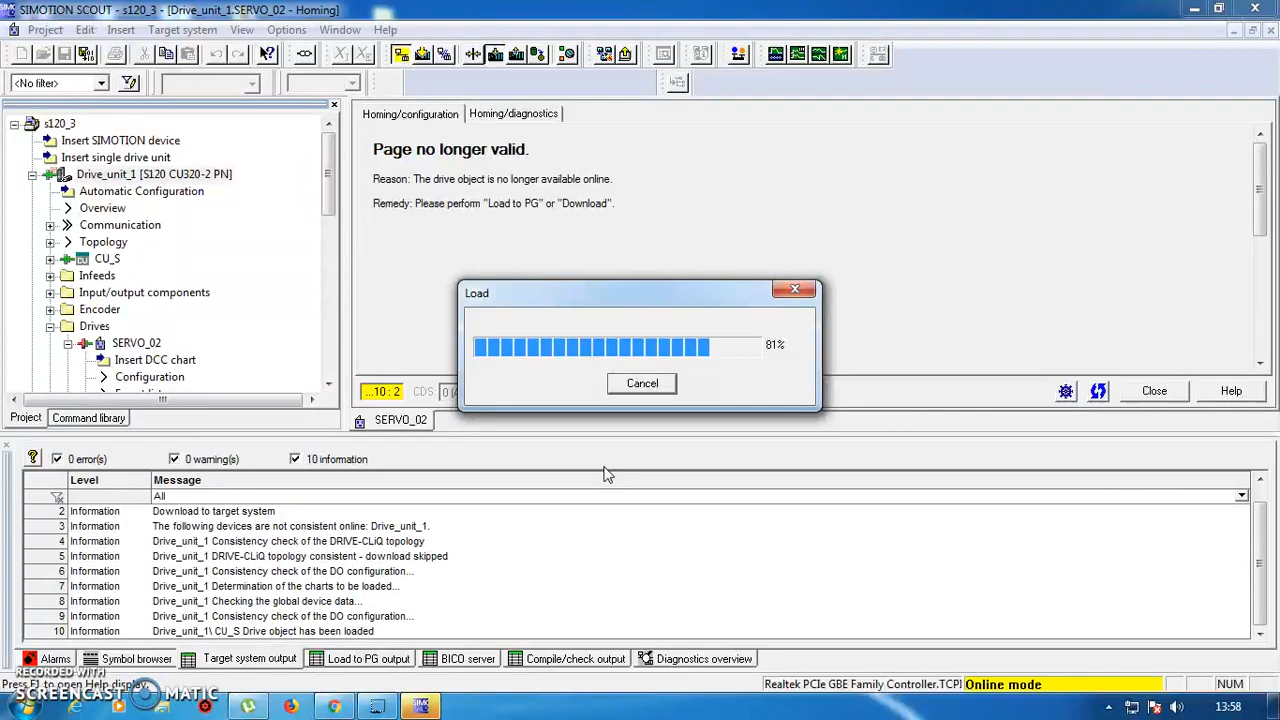 SIMOTION SCOUT - s120_3 - [Drive_unit_1.SERVO_02 - Homing]
Project Edit Insert Target system View Options Window Help
<No filter>
s120_3
Insert SIMOTION device
Insert single drive unit
Drive_unit_1 [S120 CU320-2 PN]
Automatic Configuration
Overview
Communication
Topology
CU_S
Infeeds
Input/output components
Encoder
Drives
SERVO_02
Insert DCC chart
Configuration
Project Command library
Homing/configuration Homing/diagnostics
Page no longer valid.
Reason: The drive object is no longer available online.
Remedy: Please perform "Load to PG" or "Download".
Load
81%
Cancel
...10 : 2 CDS: 0 (
Close Help
SERVO_02
0 error(s) 0 warning(s) 10 information
Level Message
All
2 Information Download to target system
3 Information The following devices are not consistent online: Drive_unit_1.
4 Information Drive_unit_1 Consistency check of the DRIVE-CLiQ topology
5 Information Drive_unit_1 DRIVE-CLiQ topology consistent - download skipped
6 Information Drive_unit_1 Consistency check of the DO configuration...
7 Information Drive_unit_1 Determination of the charts to be loaded...
8 Information Drive_unit_1 Checking the global device data...
9 Information Drive_unit_1 Consistency check of the DO configuration...
10 Information Drive_unit_1\ CU_S Drive object has been loaded
Alarms Symbol browser Target system output Load to PG output BICO server Compile/check output Diagnostics overview
RECORDED WITH
Press F1 to open Help display. Realtek PCIe GBE Family Controller.TCPI Online mode NUM
SCREENCAST MATIC
13:58